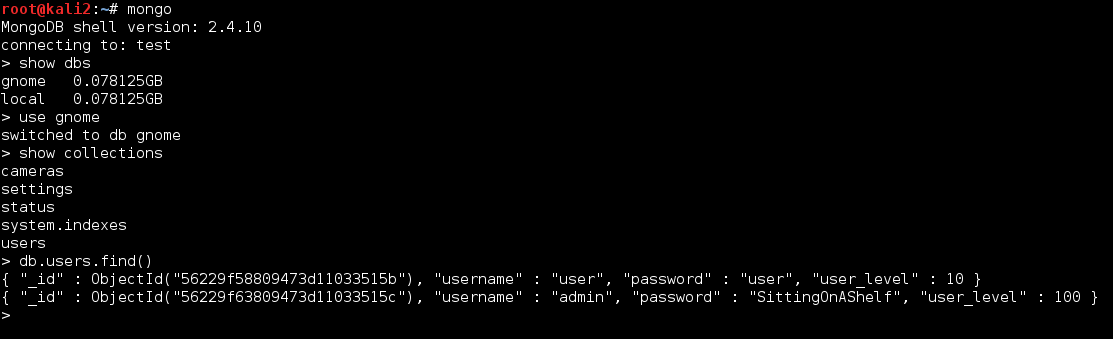 root@kali2:~# mongo
MongoDB shell version: 2.4.10
connecting to: test
> show dbs
gnome   0.078125GB
local   0.078125GB
> use gnome
switched to db gnome
> show collections
cameras
settings
status
system.indexes
users
> db.users.find()
{ "_id" : ObjectId("56229f58809473d11033515b"), "username" : "user", "password" : "user", "user_level" : 10 }
{ "_id" : ObjectId("56229f63809473d11033515c"), "username" : "admin", "password" : "SittingOnAShelf", "user_level" : 100 }
>